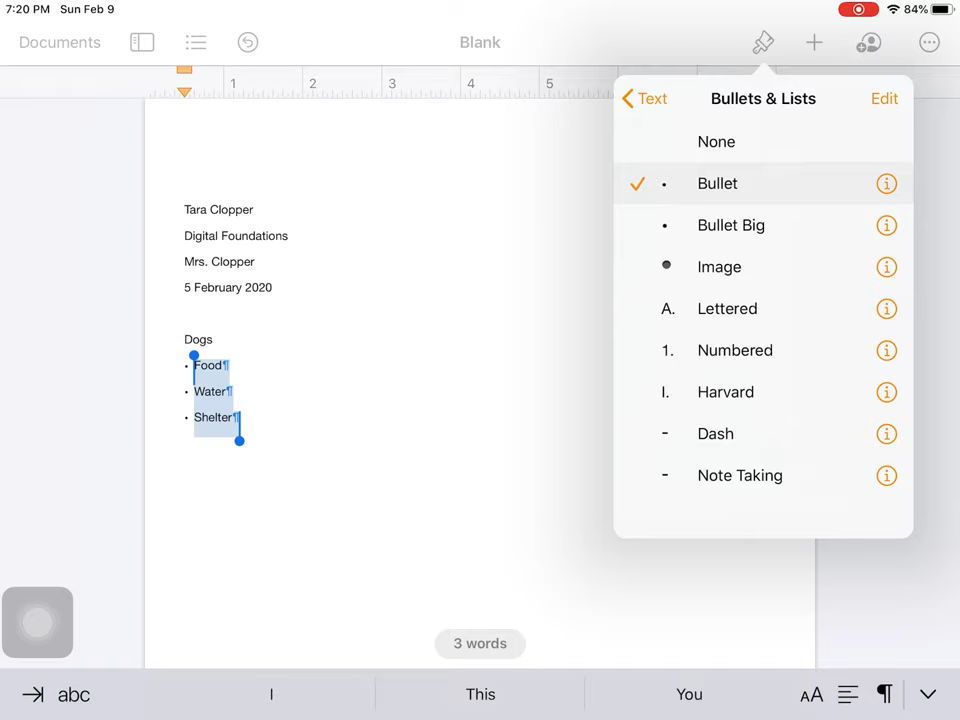 7:20 PM Sun Feb 9
84%
Documents
Blank
1 2 3 4 5
Text
Bullets & Lists
Edit
None
• Bullet
• Bullet Big
Image
A. Lettered
1. Numbered
I. Harvard
- Dash
- Note Taking
Tara Clopper
Digital Foundations
Mrs. Clopper
5 February 2020
Dogs
• Food¶
• Water¶
• Shelter¶
3 words
abc
I
This
You
AA
¶